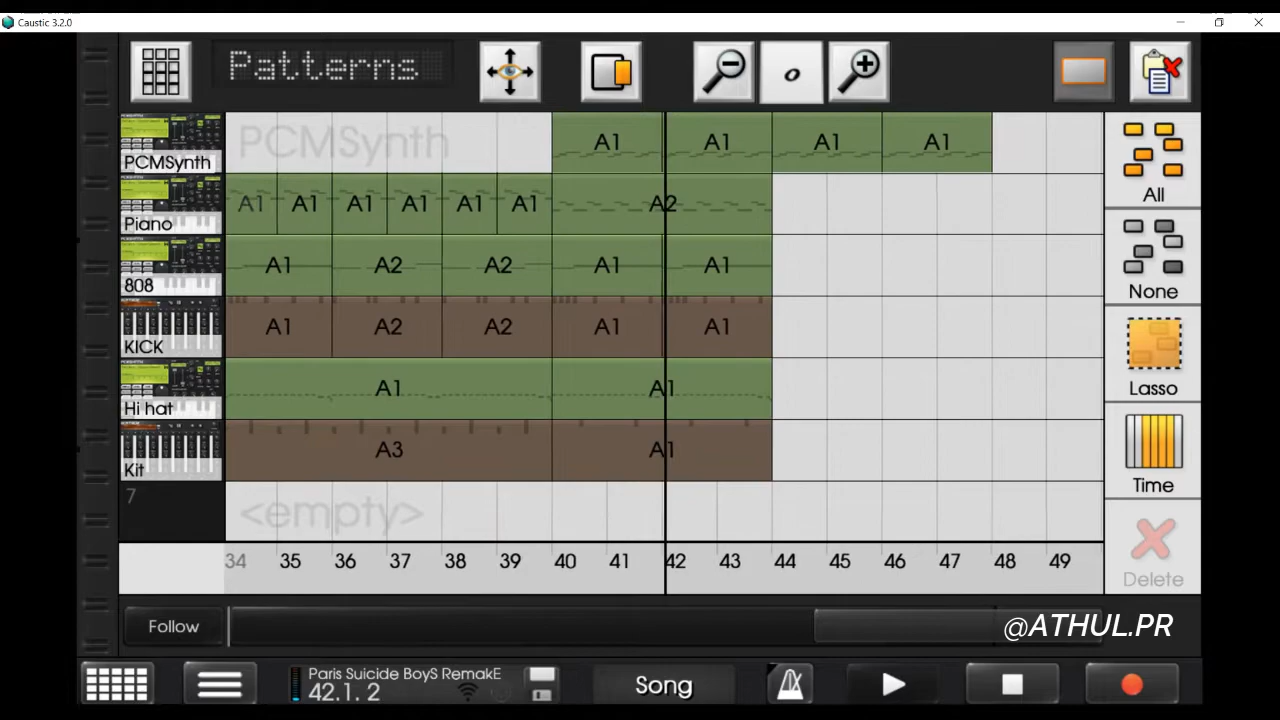 Caustic 3.2.0
Patterns
PCMSynth
PCMSynth
A1 A1 A1 A1
All
Piano
A1 A1 A1 A1 A1 A1 A2
808
A1 A2 A2 A1 A1
None
KICK
A1 A2 A2 A1 A1
Lasso
Hi hat
A1 A1
Kit
A3 A1
Time
7
<empty>
34 35 36 37 38 39 40 41 42 43 44 45 46 47 48 49
Delete
Follow
@ATHUL.PR
Paris Suicide BoyS RemakE
42.1. 2
Song